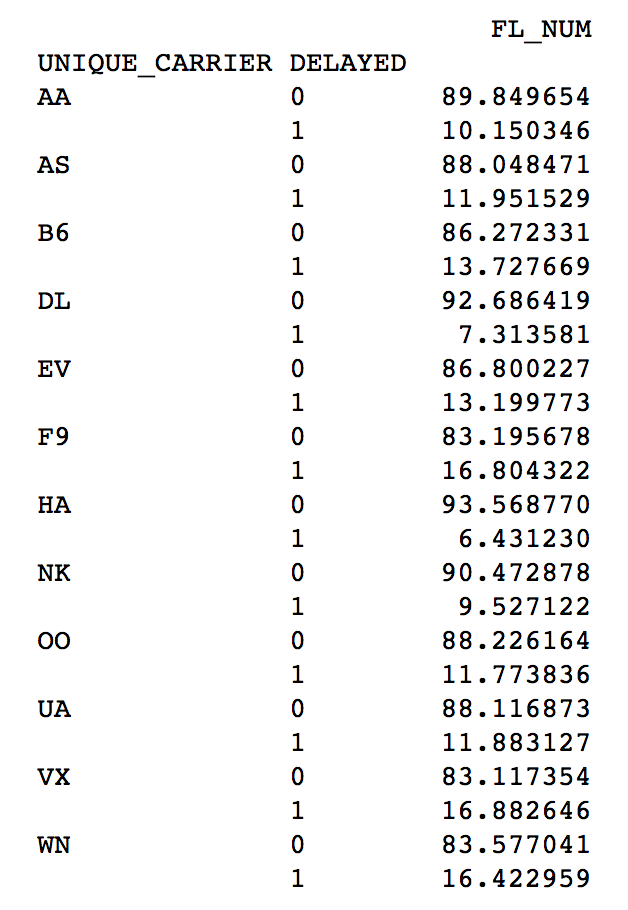 FL_NUM
UNIQUE_CARRIER DELAYED
AA 0 89.849654
1 10.150346
AS 0 88.048471
1 11.951529
B6 0 86.272331
1 13.727669
DL 0 92.686419
1 7.313581
EV 0 86.800227
1 13.199773
F9 0 83.195678
1 16.804322
HA 0 93.568770
1 6.431230
NK 0 90.472878
1 9.527122
OO 0 88.226164
1 11.773836
UA 0 88.116873
1 11.883127
VX 0 83.117354
1 16.882646
WN 0 83.577041
1 16.422959